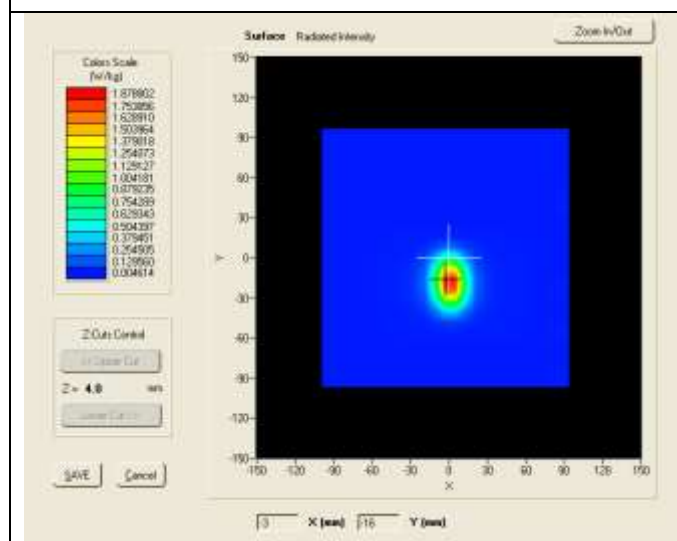 Surface Radiated Intensity
Zoom In/Out
Colors Scale
(W/kg)
1.878802
1.753856
1.628910
1.503964
1.379018
1.254073
1.129127
1.004181
0.879235
0.754289
0.629343
0.504397
0.379451
0.254505
0.129560
0.004614
150
120
90
60
30
0
-30
-60
-90
-120
-150
Y
-150 -120 -90 -60 -30 0 30 60 90 120 150
X
Z Cuts Control
Z = 4.0 mm
SAVE Cancel
-3 X (mm) -16 Y (mm)